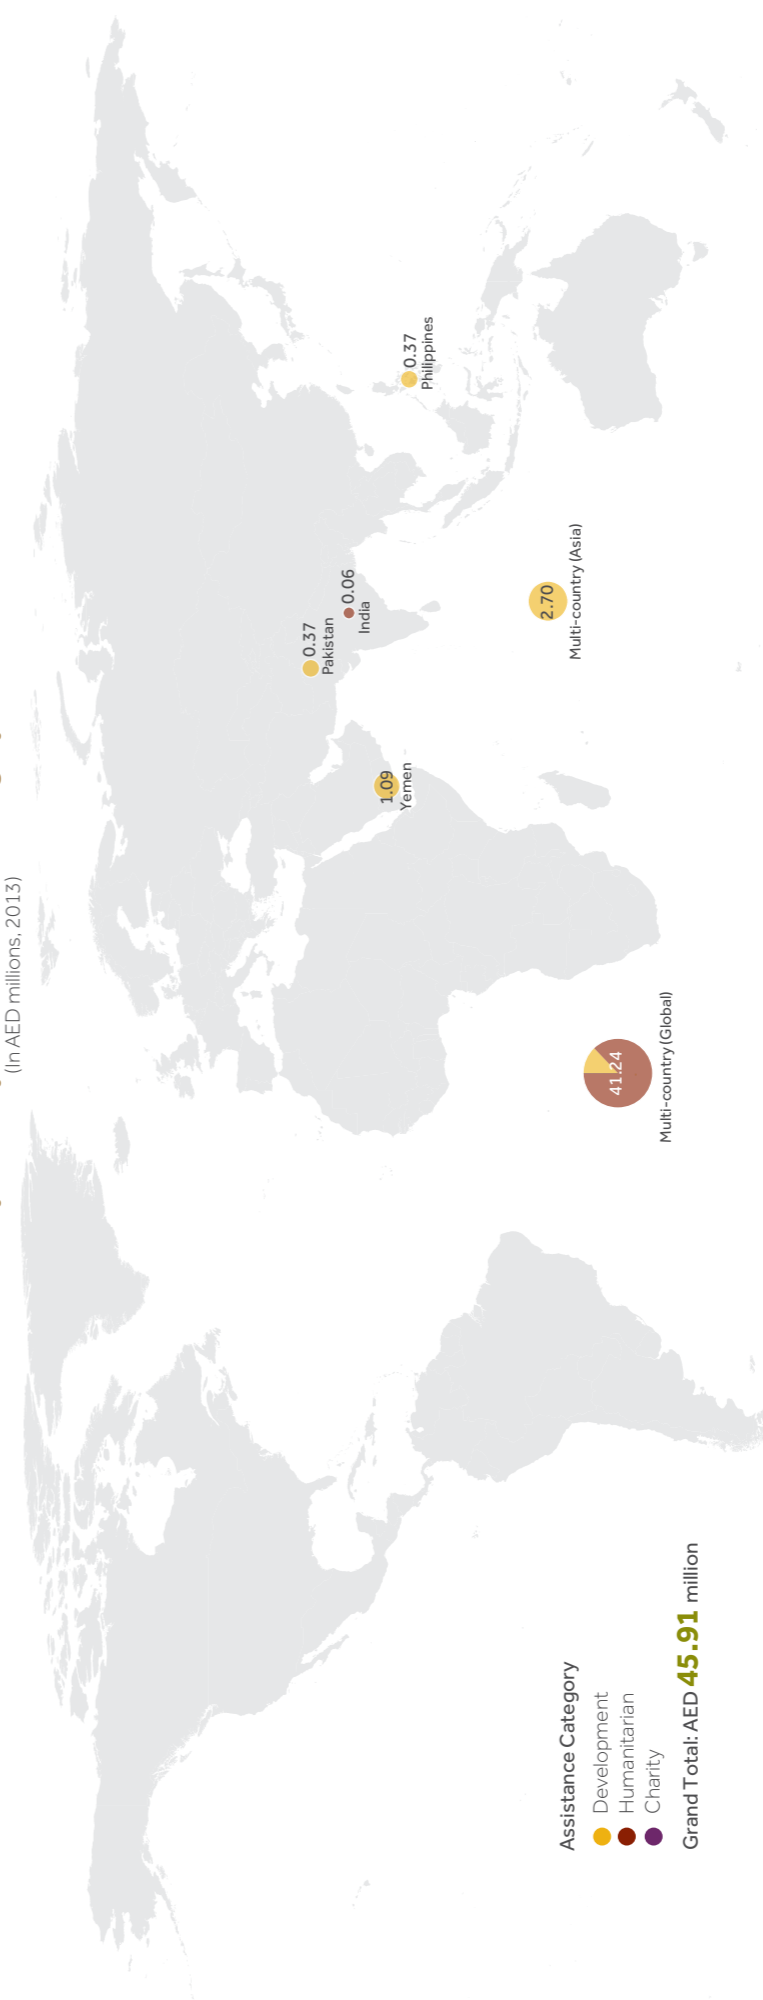 (In AED millions, 2013)
0.37
Philippines
0.06
India
0.37
Pakistan
1.09
Yemen
2.70
Multi-country (Asia)
41.24
Multi-country (Global)
Assistance Category
Development
Humanitarian
Charity
Grand Total: AED 45.91 million